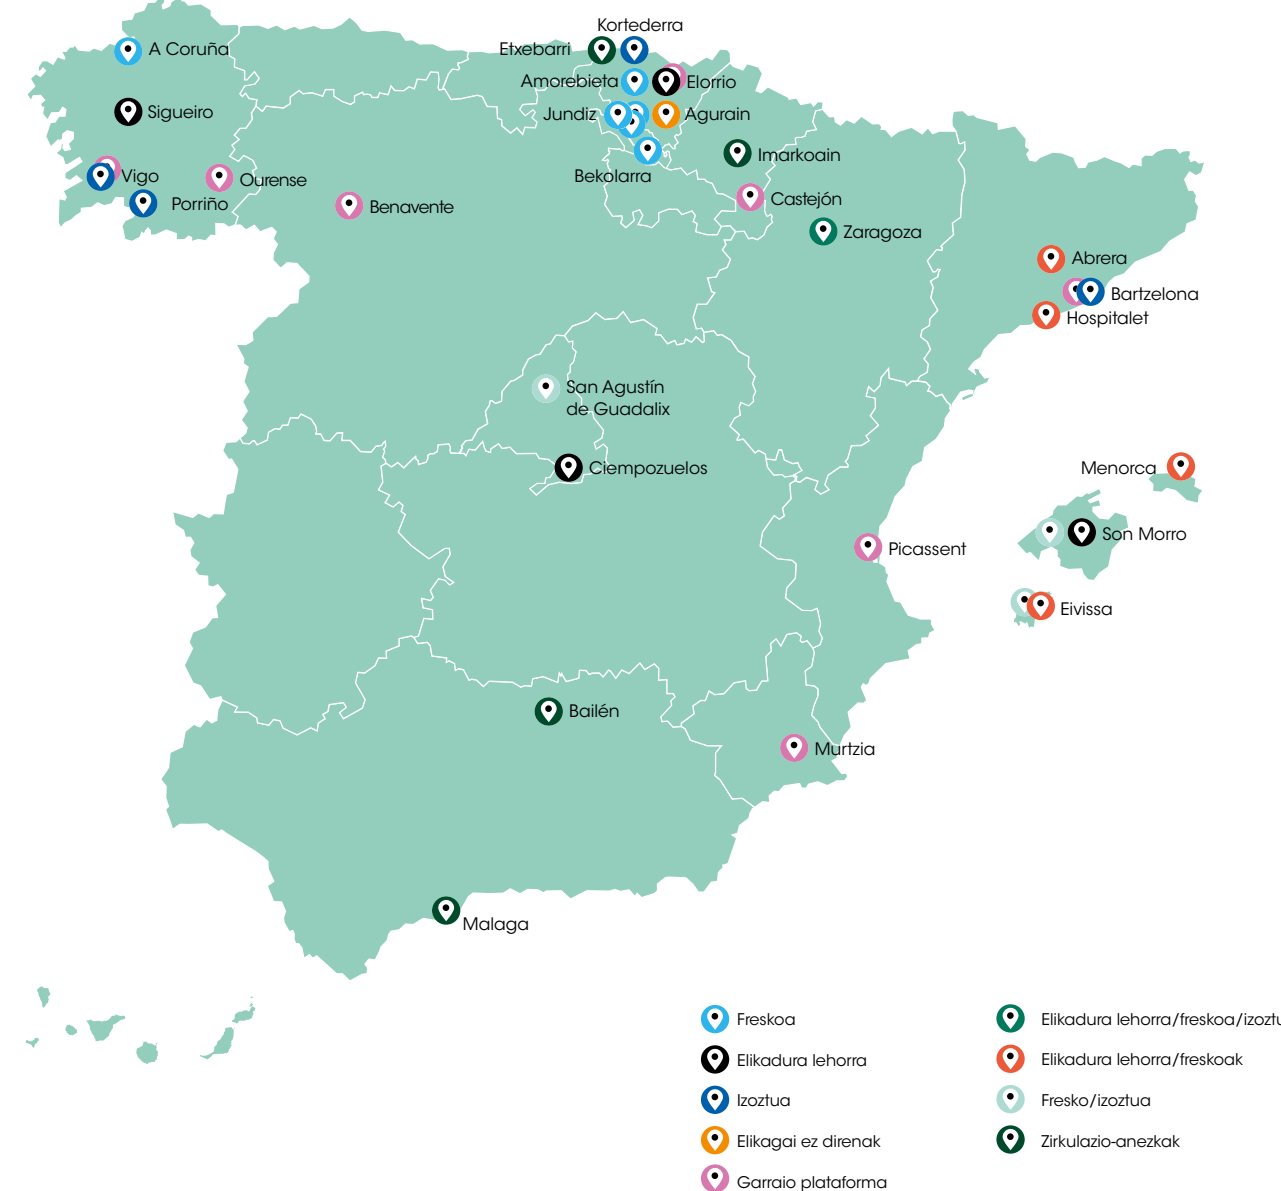 Kortederra
Etxebarri
A Coruña
Amorebieta
Elorrio
Sigueiro
Jundiz
Agurain
Imarkoain
Vigo
Ourense
Bekolarra
Porriño
Benavente
Castejón
Zaragoza
Abrera
Bartzelona
Hospitalet
San Agustín
de Guadalix
Ciempozuelos
Menorca
Son Morro
Picassent
Eivissa
Bailén
Murtzia
Malaga
Freskoa
Elikadura lehorra
Izoztua
Elikagai ez direnak
Garraio plataforma
Elikadura lehorra/freskoa/izoztu
Elikadura lehorra/freskoak
Fresko/izoztua
Zirkulazio-anezkak